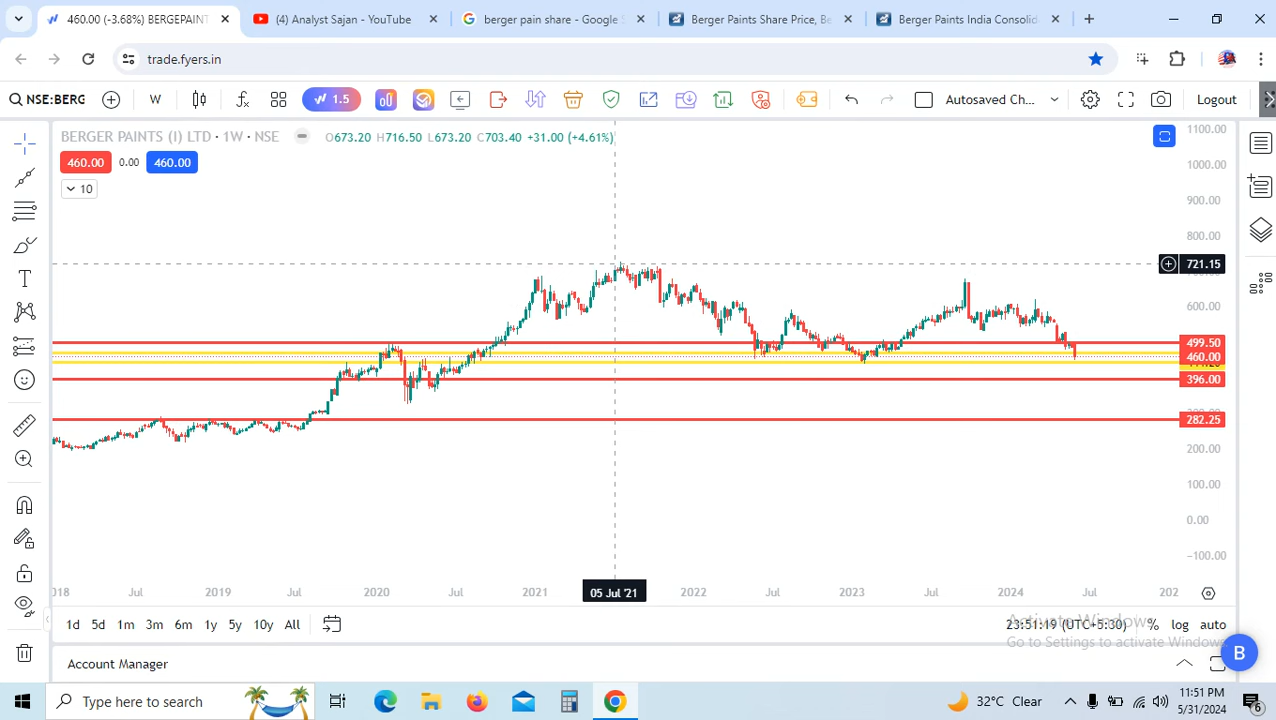 460.00 (-3.68%) BERGEPAINT
(4) Analyst Sajan - YouTube
berger pain share - Google S
Berger Paints Share Price, Be
Berger Paints India Consolid
trade.fyers.in
NSE:BERG
W
1.5
Autosaved Ch...
Logout
BERGER PAINTS (I) LTD · 1W · NSE
O673.20 H716.50 L673.20 C703.40 +31.00 (+4.61%)
460.00 0.00 460.00
10
1100.00
1000.00
900.00
800.00
721.15
600.00
499.50
460.00
396.00
282.25
200.00
100.00
0.00
−100.00
2018 Jul 2019 Jul 2020 Jul 2021 05 Jul '21 2022 Jul 2023 Jul 2024 Jul 202
1d 5d 1m 3m 6m 1y 5y 10y All
23:51:19 (UTC+5:30) % log auto
Activate Windows
Go to Settings to activate Windows.
Account Manager
B
Type here to search
32°C Clear
11:51 PM
5/31/2024
6